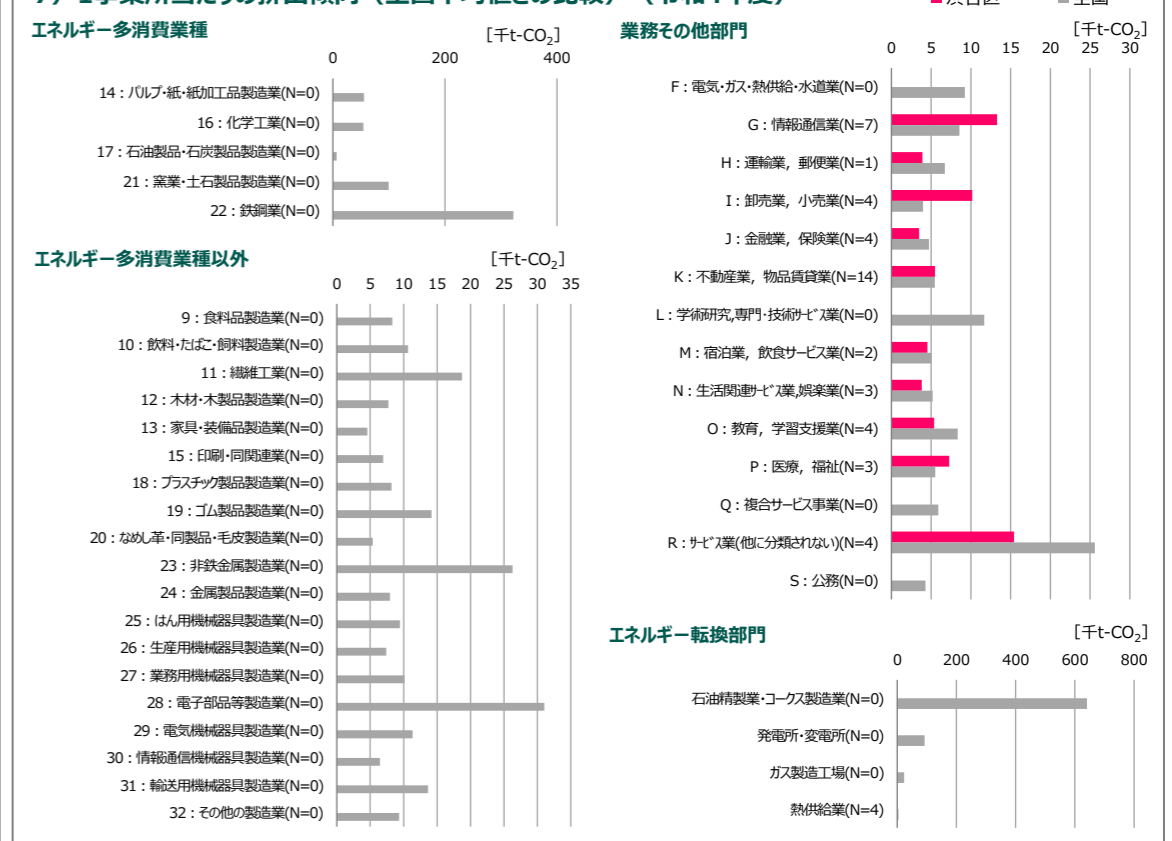 エネルギー多消費業種
[千t-CO2]
0 200 400
14：パルプ・紙・紙加工品製造業(N=0)
16：化学工業(N=0)
17：石油製品・石炭製品製造業(N=0)
21：窯業・土石製品製造業(N=0)
22：鉄鋼業(N=0)
エネルギー多消費業種以外
[千t-CO2]
0 5 10 15 20 25 30 35
9：食料品製造業(N=0)
10：飲料・たばこ・飼料製造業(N=0)
11：繊維工業(N=0)
12：木材・木製品製造業(N=0)
13：家具・装備品製造業(N=0)
15：印刷・同関連業(N=0)
18：プラスチック製品製造業(N=0)
19：ゴム製品製造業(N=0)
20：なめし革・同製品・毛皮製造業(N=0)
23：非鉄金属製造業(N=0)
24：金属製品製造業(N=0)
25：はん用機械器具製造業(N=0)
26：生産用機械器具製造業(N=0)
27：業務用機械器具製造業(N=0)
28：電子部品等製造業(N=0)
29：電気機械器具製造業(N=0)
30：情報通信機械器具製造業(N=0)
31：輸送用機械器具製造業(N=0)
32：その他の製造業(N=0)
業務その他部門
[千t-CO2]
0 5 10 15 20 25 30
F：電気・ガス・熱供給・水道業(N=0)
G：情報通信業(N=7)
H：運輸業，郵便業(N=1)
I：卸売業，小売業(N=4)
J：金融業，保険業(N=4)
K：不動産業，物品賃貸業(N=14)
L：学術研究,専門・技術サービス業(N=0)
M：宿泊業，飲食サービス業(N=2)
N：生活関連サービス業,娯楽業(N=3)
O：教育，学習支援業(N=4)
P：医療，福祉(N=3)
Q：複合サービス事業(N=0)
R：サービス業(他に分類されない)(N=4)
S：公務(N=0)
エネルギー転換部門
[千t-CO2]
0 200 400 600 800
石油精製業・コークス製造業(N=0)
発電所・変電所(N=0)
ガス製造工場(N=0)
熱供給業(N=4)